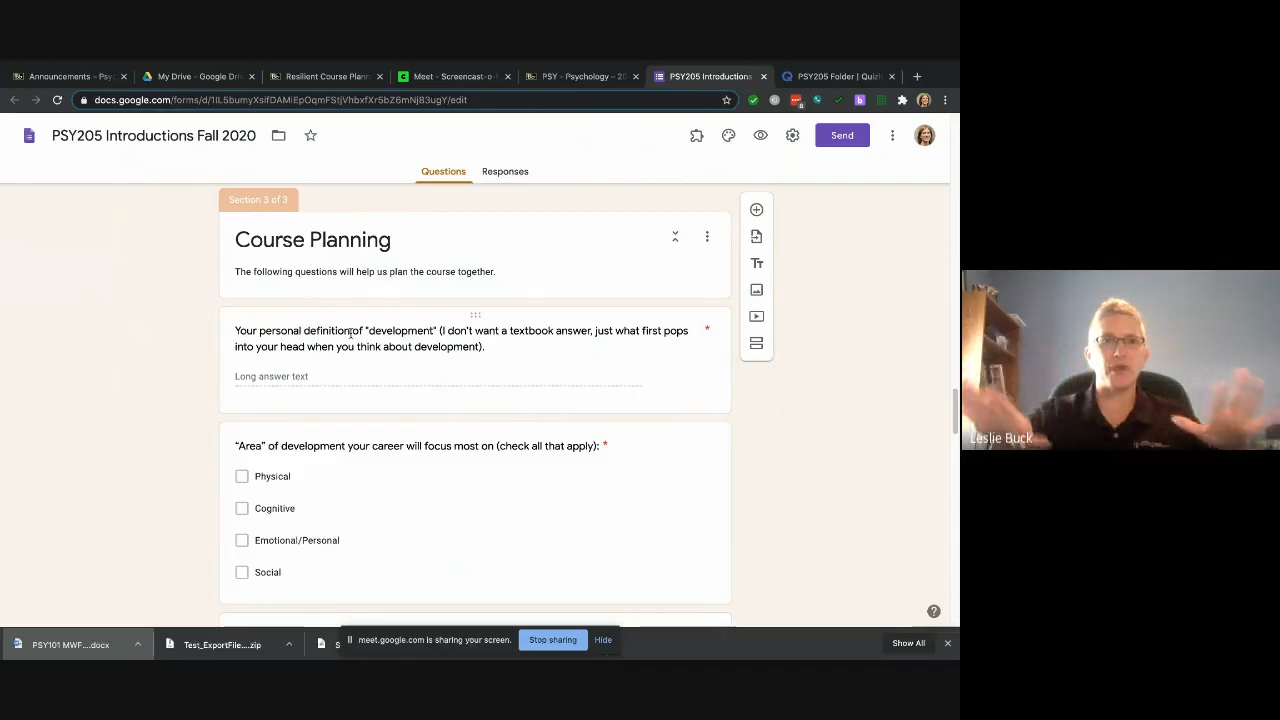 Announcements – Psy
My Drive - Google Driv
Resilient Course Plann
Meet - Screencast-o-
PSY - Psychology – 20
PSY205 Introductions
PSY205 Folder | Quizl
docs.google.com/forms/d/1IL5bumyXsifDAMiEpOqmFStjVhbxfXr5bZ6mNj83ugY/edit
PSY205 Introductions Fall 2020
Send
Questions
Responses
Section 3 of 3
Course Planning
The following questions will help us plan the course together.
Your personal definition of "development" (I don't want a textbook answer, just what first pops *
into your head when you think about development).
Long answer text
“Area” of development your career will focus most on (check all that apply): *
Physical
Cognitive
Emotional/Personal
Social
Leslie Buck
PSY101 MWF....docx
Test_ExportFile....zip
S
meet.google.com is sharing your screen.
Stop sharing
Hide
Show All